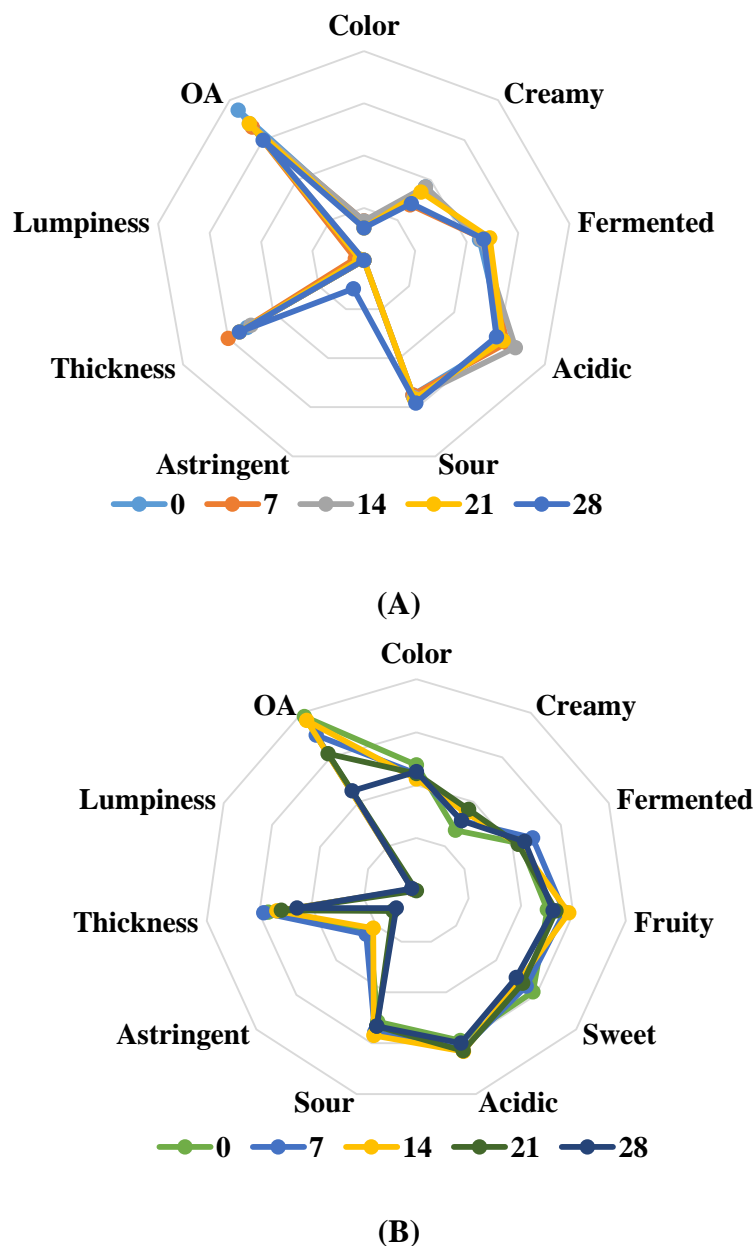 Color
OA
Creamy
Lumpiness
Fermented
Thickness
Acidic
Astringent
Sour
0 7 14 21 28
(A)
Color
OA
Creamy
Lumpiness
Fermented
Thickness
Fruity
Astringent
Sweet
Sour
Acidic
0 7 14 21 28
(B)